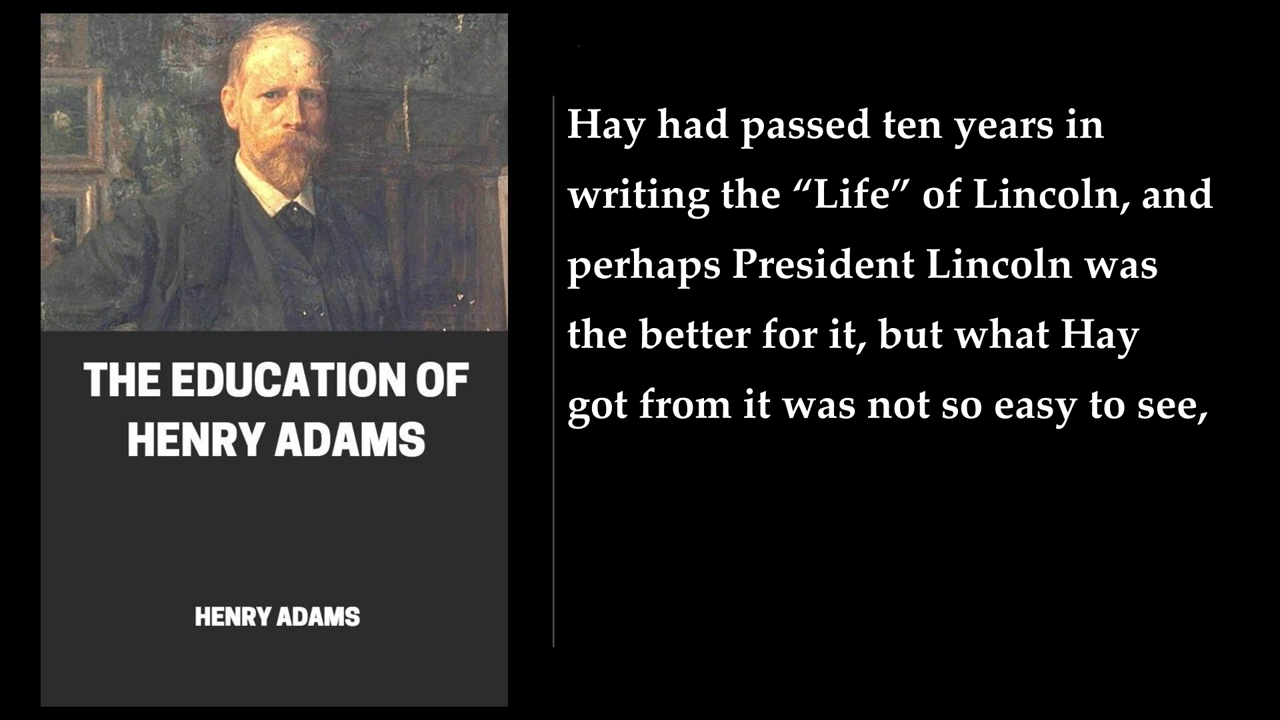 THE EDUCATION OF
HENRY ADAMS
HENRY ADAMS
Hay had passed ten years in
writing the “Life” of Lincoln, and
perhaps President Lincoln was
the better for it, but what Hay
got from it was not so easy to see,